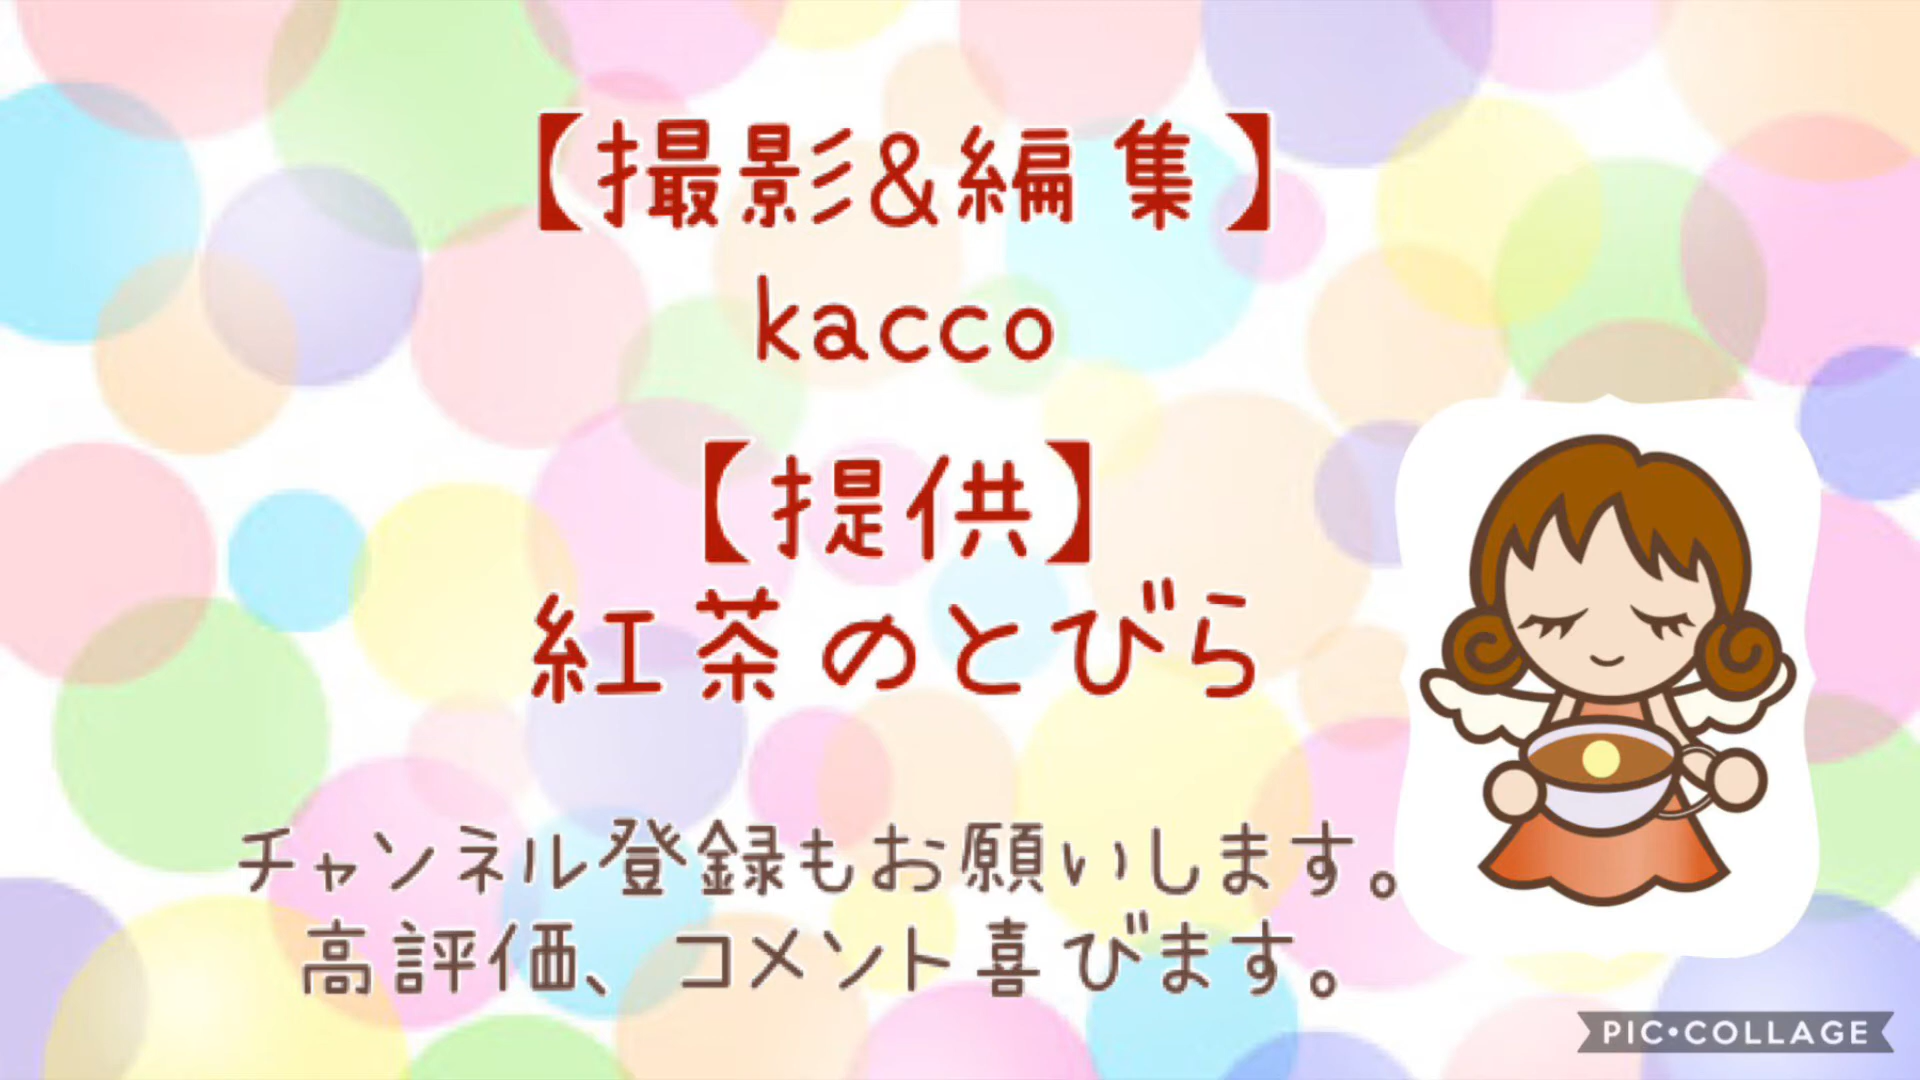 【撮影&編集】
kacco
【提供】
紅茶のとびら
チャンネル登録もお願いします。
高評価、コメント喜びます。
PIC•COLLAGE